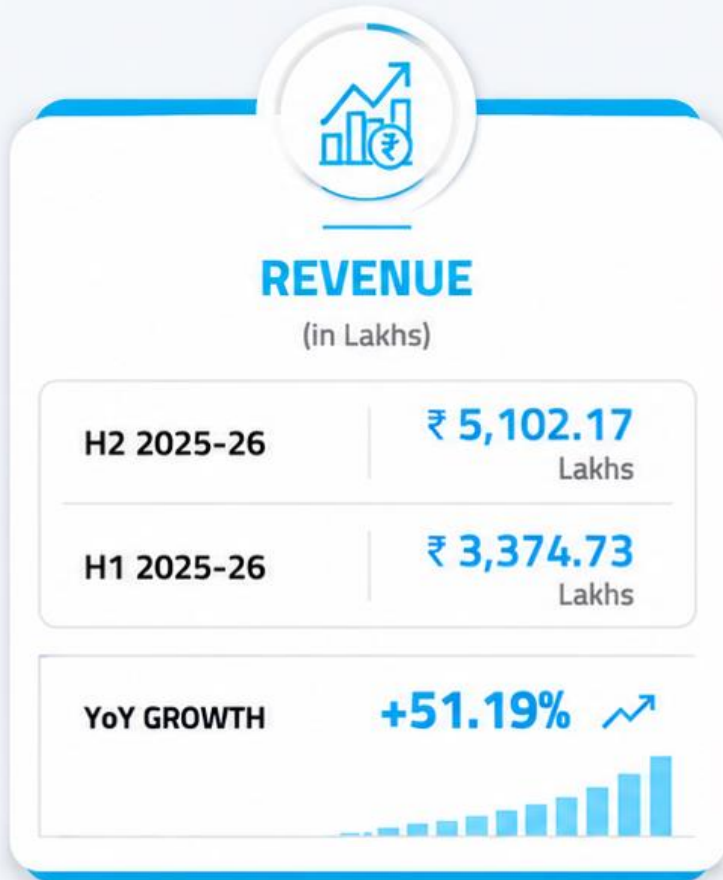 ₹
REVENUE
(in Lakhs)
H2 2025-26
₹ 5,102.17
Lakhs
H1 2025-26
₹ 3,374.73
Lakhs
YoY GROWTH
+51.19%